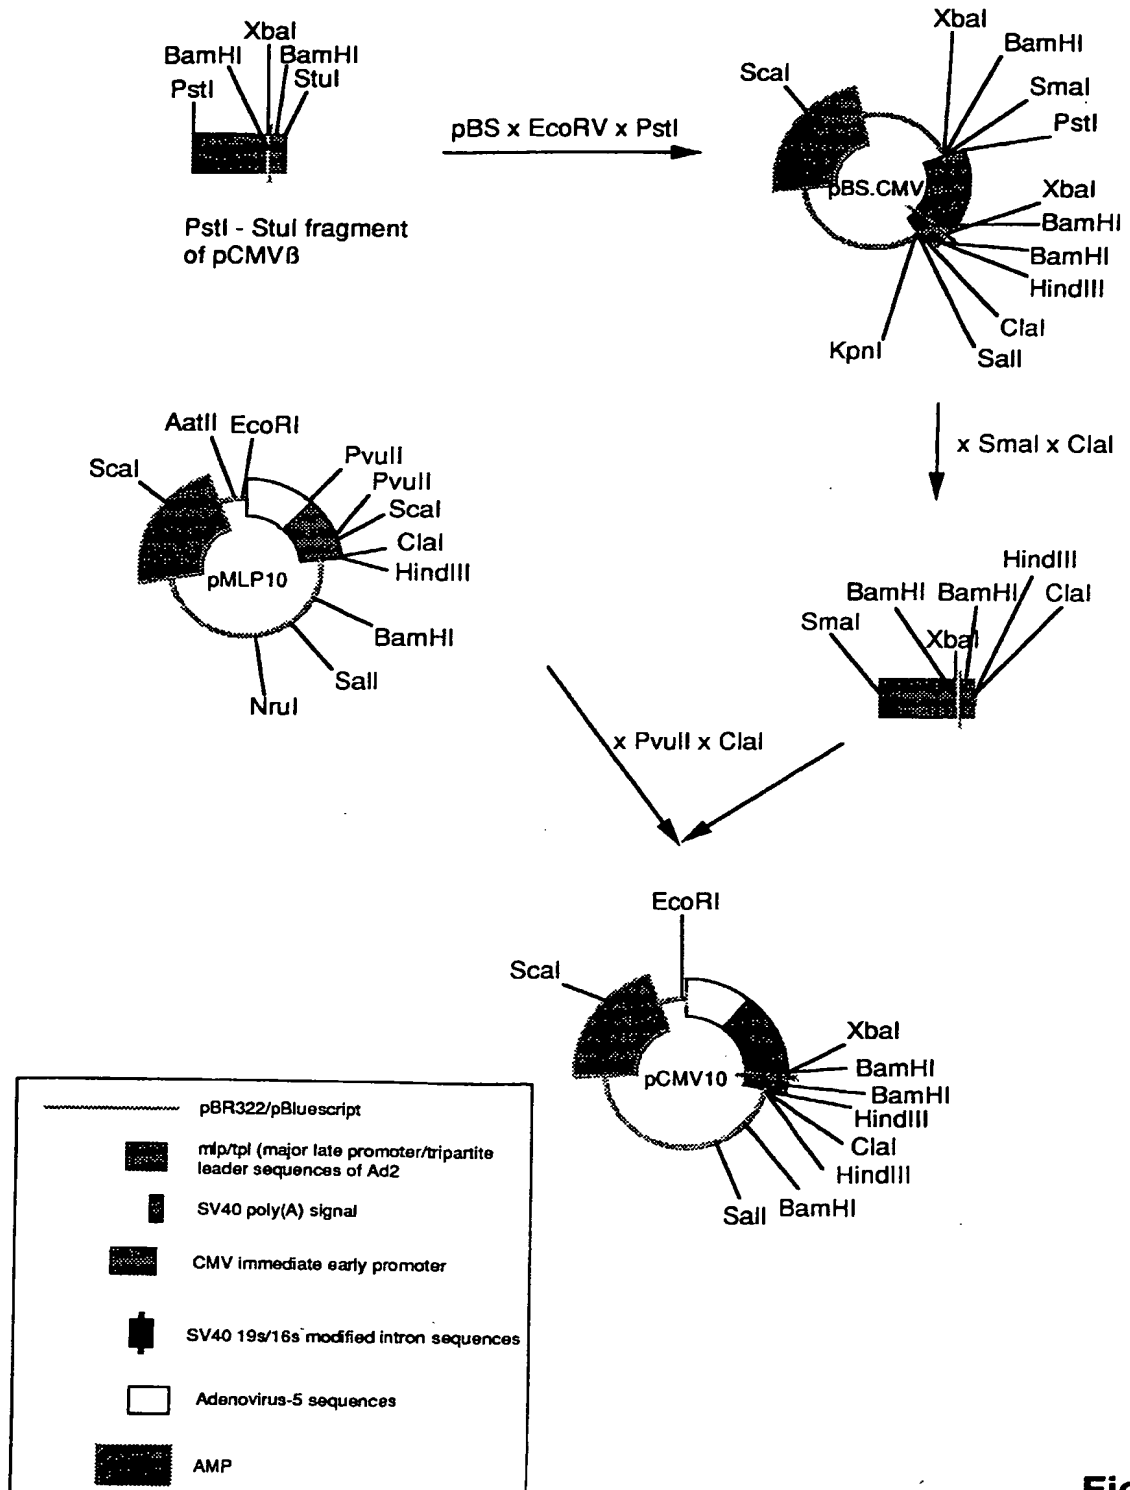 XbaI
BamHI
BamHI
StuI
PstI
PstI - StuI fragment
of pCMVß
pBS x EcoRV x PstI
XbaI
BamHI
ScaI
SmaI
PstI
pBS.CMV
XbaI
BamHI
BamHI
HindIII
ClaI
KpnI
SalI
x SmaI x ClaI
AatII
EcoRI
PvuII
ScaI
PvuII
ScaI
ClaI
HindIII
pMLP10
BamHI
SalI
NruI
HindIII
BamHI
BamHI
ClaI
SmaI
XbaI
x PvuII x ClaI
EcoRI
ScaI
XbaI
pCMV10
BamHI
BamHI
HindIII
ClaI
HindIII
SalI
BamHI
pBR322/pBluescript
mlp/tpl (major late promoter/tripartite
leader sequences of Ad2
SV40 poly(A) signal
CMV immediate early promoter
SV40 19s/16s modified intron sequences
Adenovirus-5 sequences
AMP